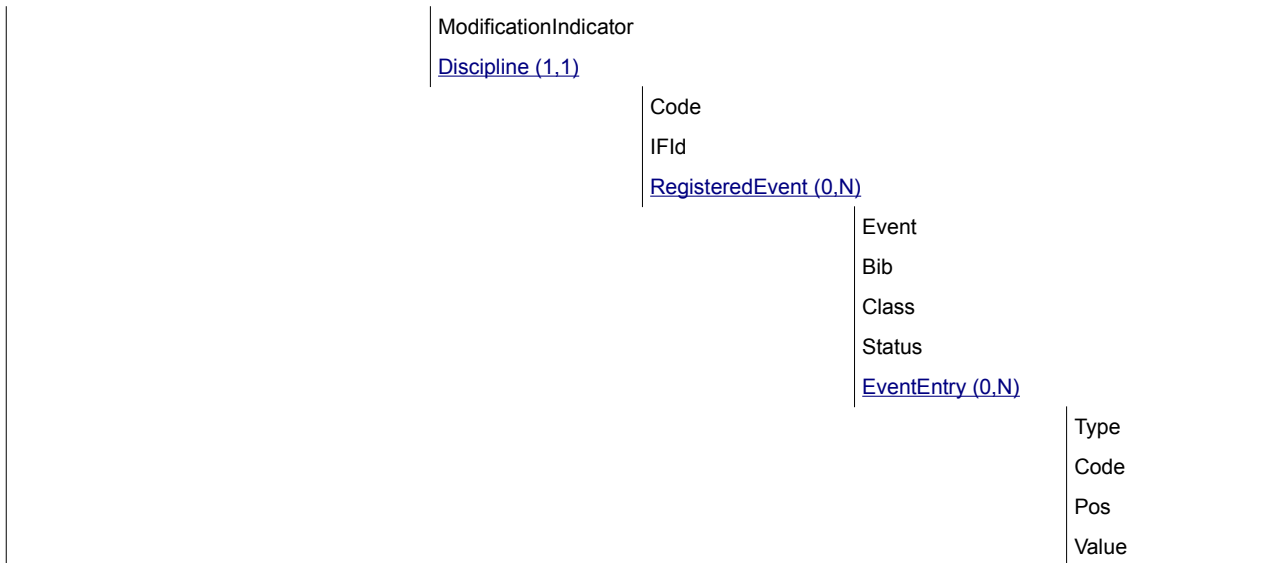 ModificationIndicator
Discipline (1,1)
Code
IFId
RegisteredEvent (0,N)
Event
Bib
Class
Status
EventEntry (0,N)
Type
Code
Pos
Value